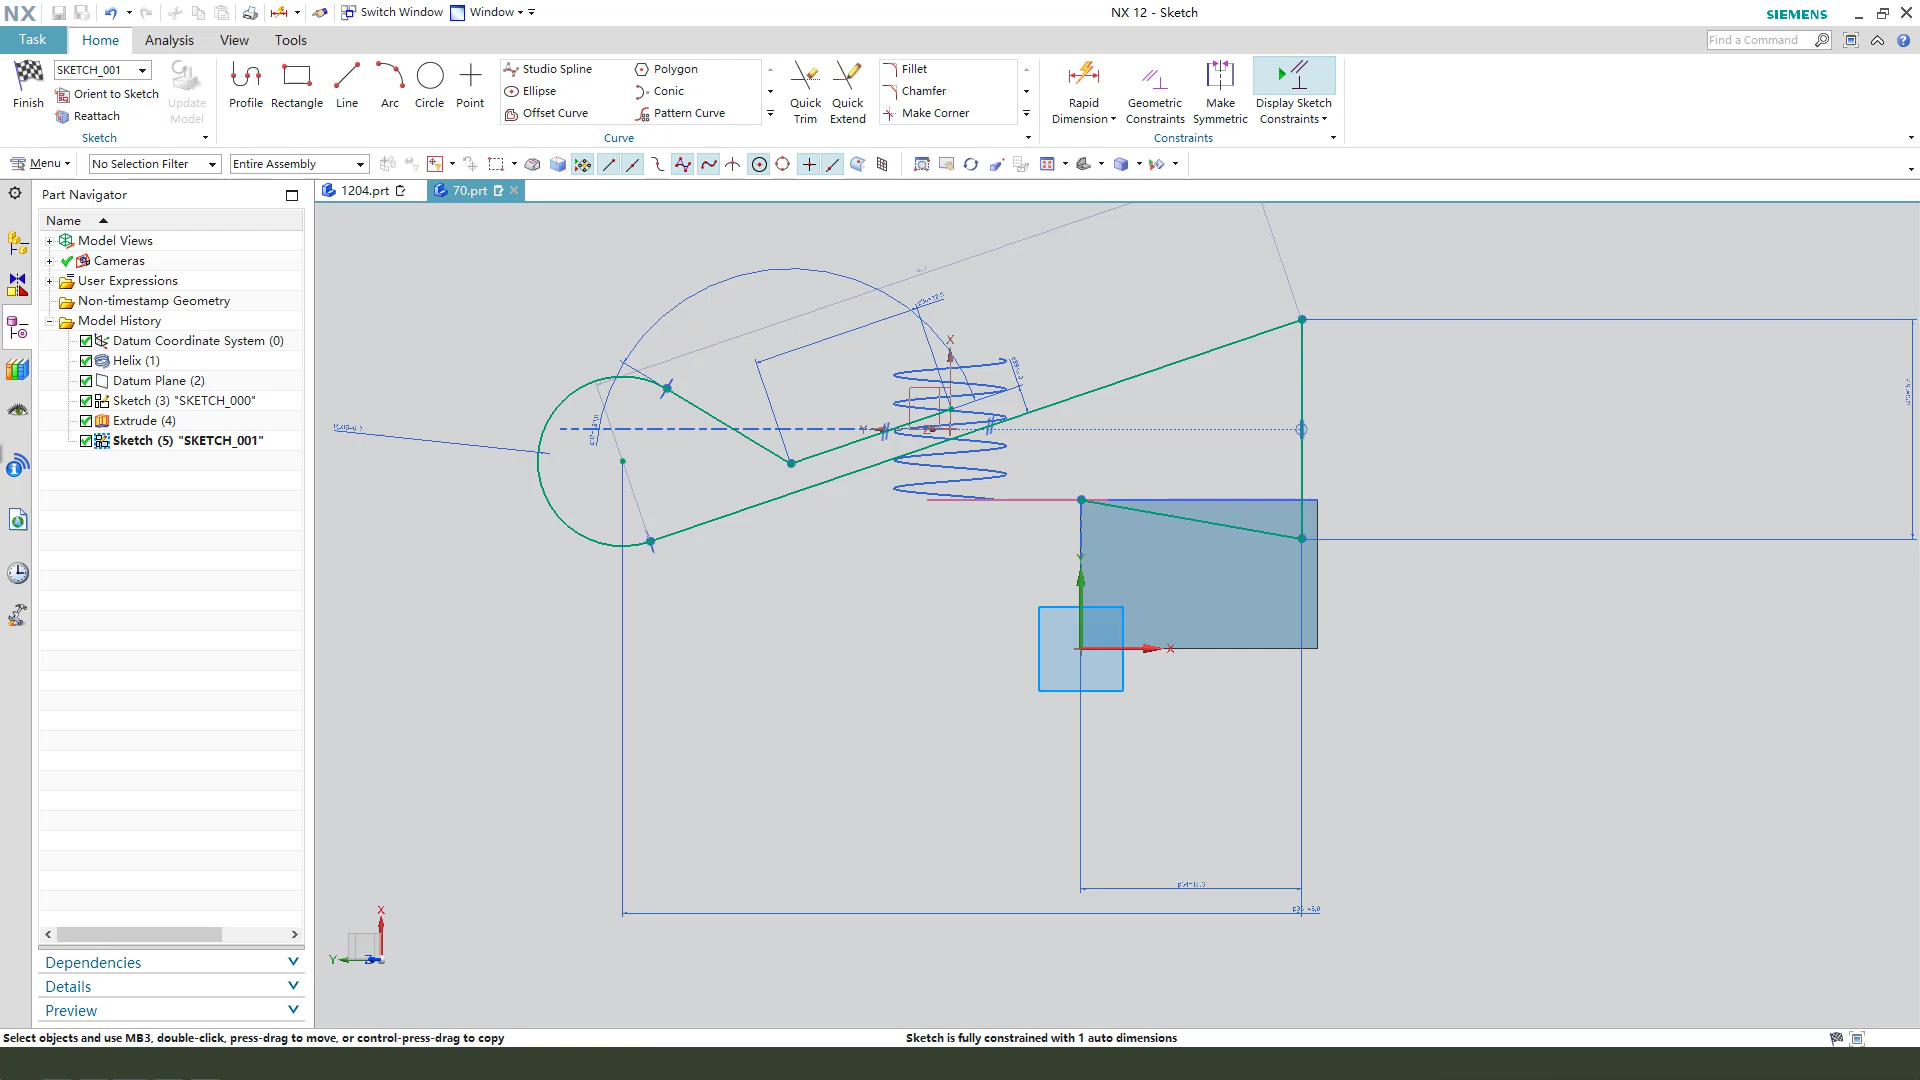 NX
Switch Window
Window
NX 12 - Sketch
SIEMENS
Task
Home
Analysis
View
Tools
Find a Command
Finish
SKETCH_001
Orient to Sketch
Reattach
Update Model
Sketch
Profile
Rectangle
Line
Arc
Circle
Point
Studio Spline
Ellipse
Offset Curve
Polygon
Conic
Pattern Curve
Curve
Quick Trim
Quick Extend
Fillet
Chamfer
Make Corner
Rapid Dimension
Geometric Constraints
Make Symmetric
Display Sketch Constraints
Constraints
Menu
No Selection Filter
Entire Assembly
Part Navigator
1204.prt
70.prt
Name
Model Views
Cameras
User Expressions
Non-timestamp Geometry
Model History
Datum Coordinate System (0)
Helix (1)
Datum Plane (2)
Sketch (3) "SKETCH_000"
Extrude (4)
Sketch (5) "SKETCH_001"
X
Y
Z
Y
X
X
Y
Z
Dependencies
Details
Preview
Select objects and use MB3, double-click, press-drag to move, or control-press-drag to copy
Sketch is fully constrained with 1 auto dimensions